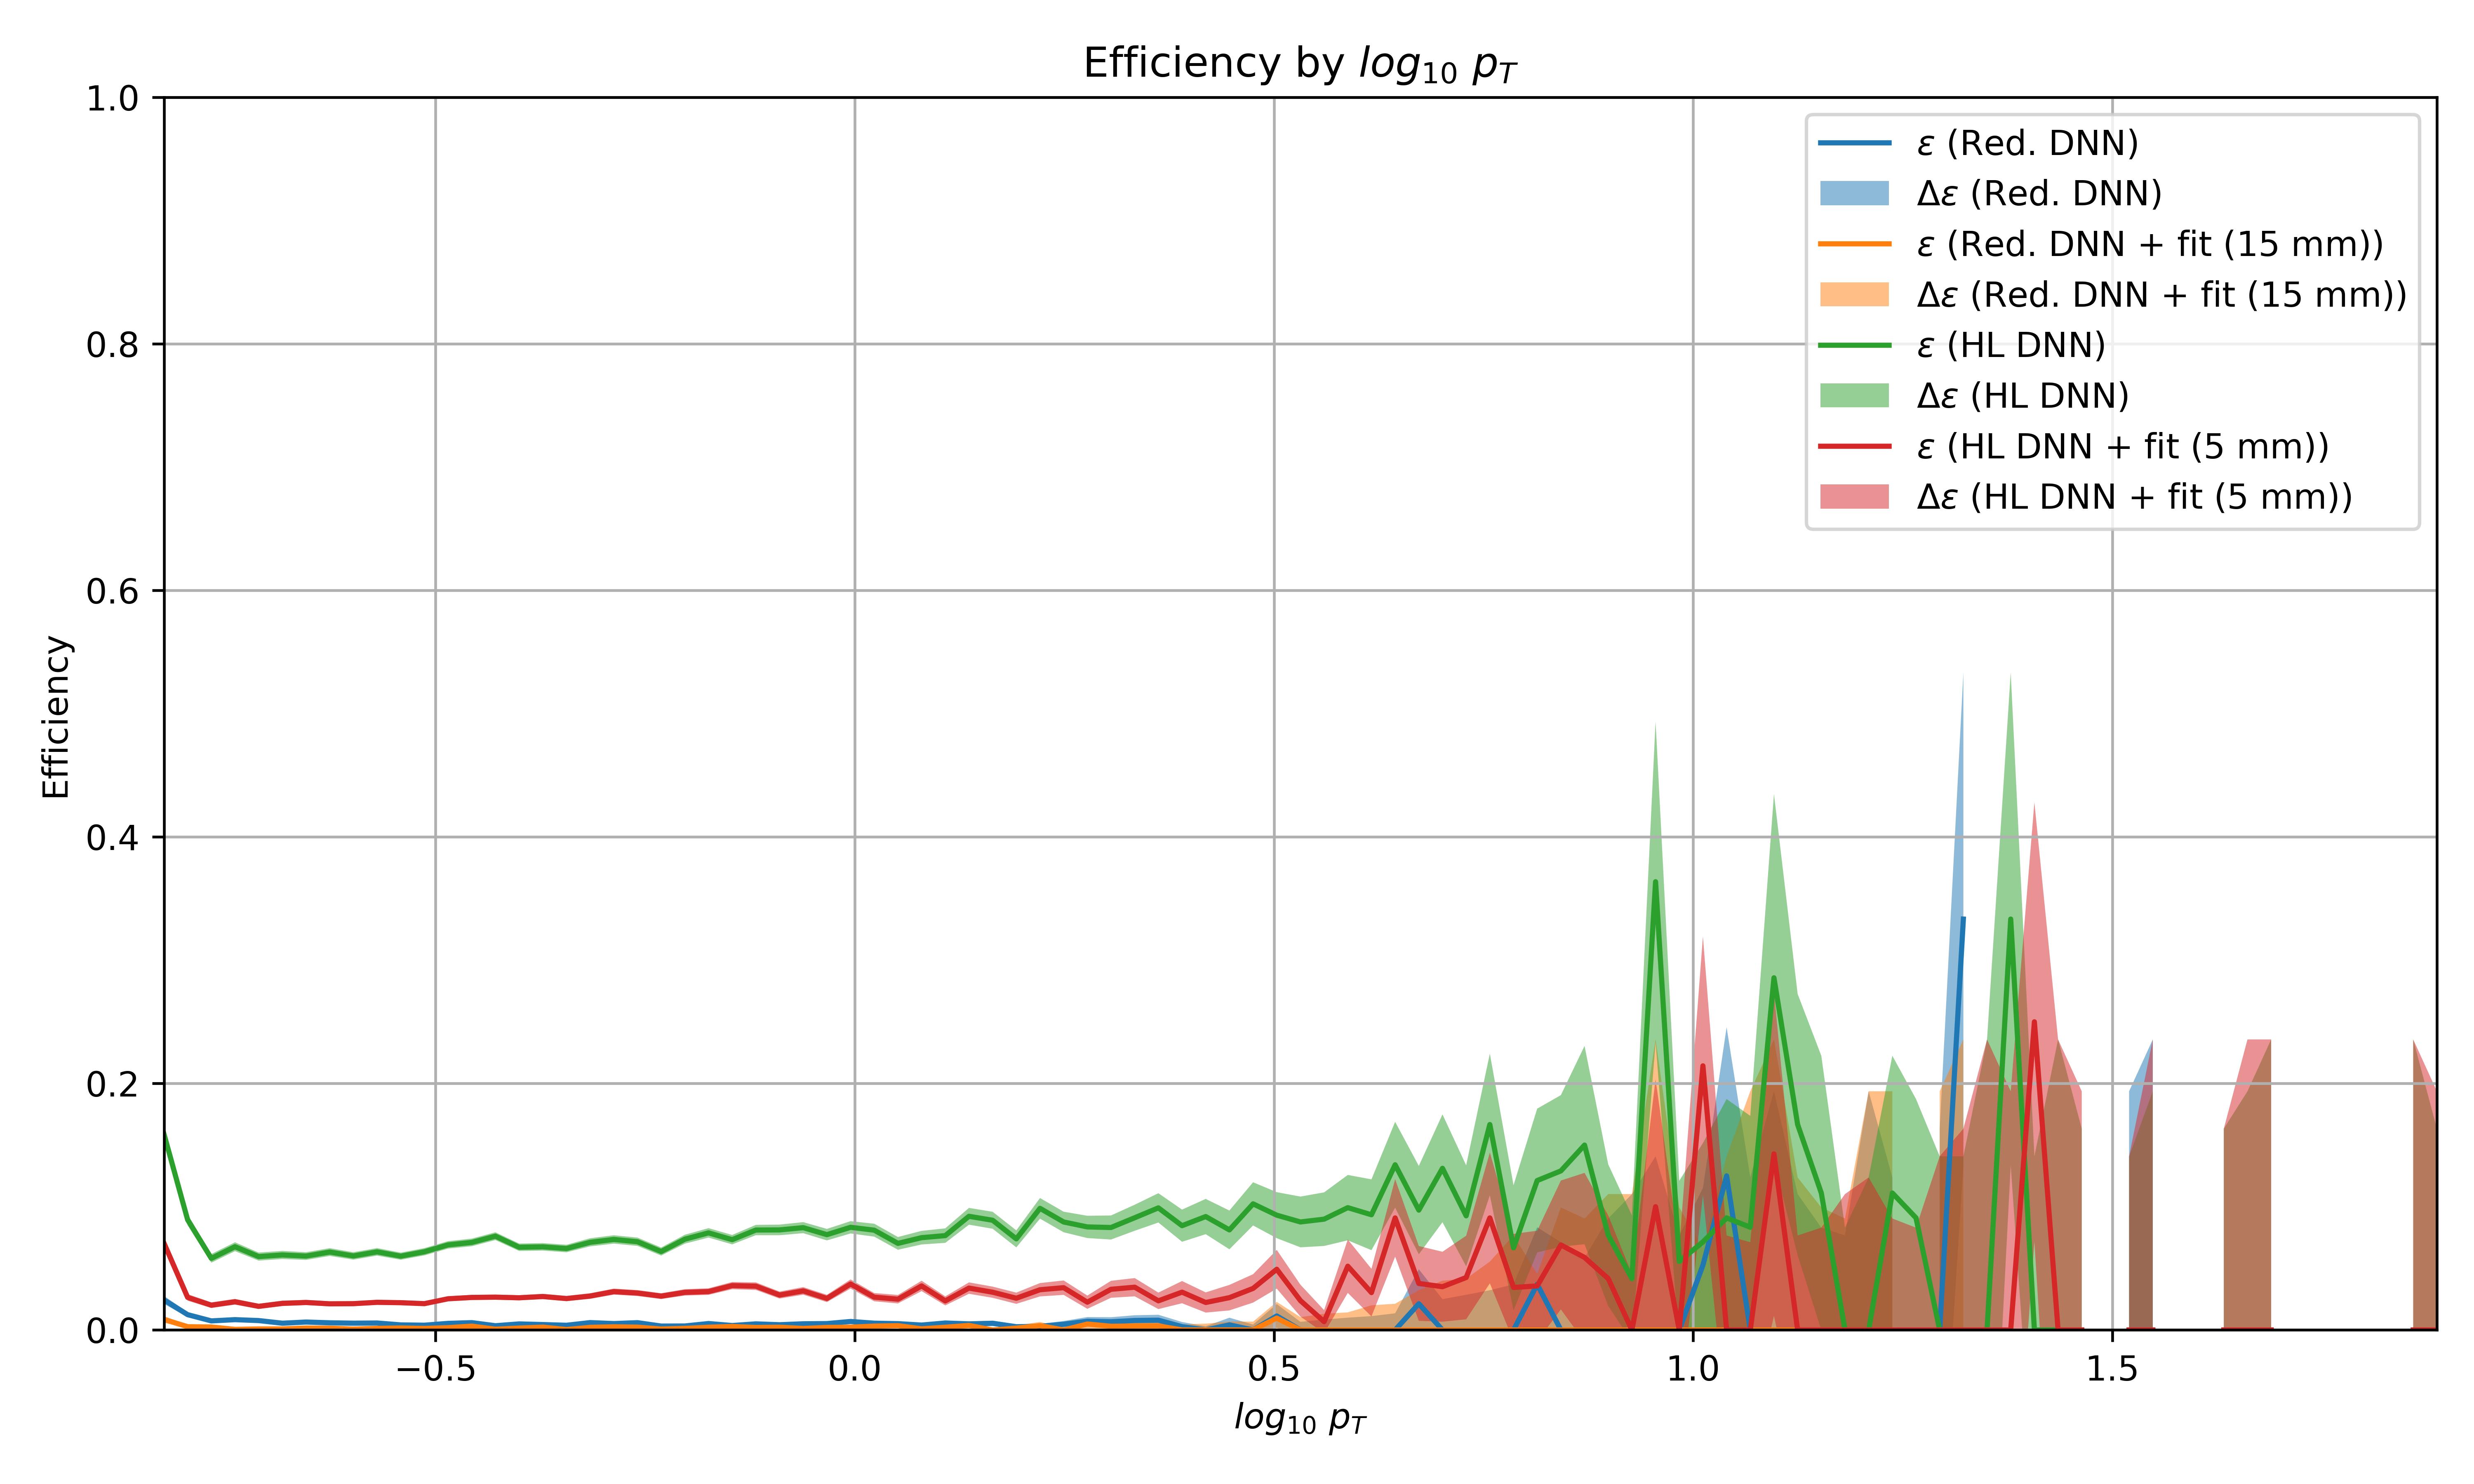 Efficiency by log₁₀ p_T
1.0
0.8
0.6
0.4
0.2
0.0
Efficiency
ε (Red. DNN)
Δε (Red. DNN)
ε (Red. DNN + fit (15 mm))
Δε (Red. DNN + fit (15 mm))
ε (HL DNN)
Δε (HL DNN)
ε (HL DNN + fit (5 mm))
Δε (HL DNN + fit (5 mm))
−0.5 0.0 0.5 1.0 1.5
log₁₀ p_T